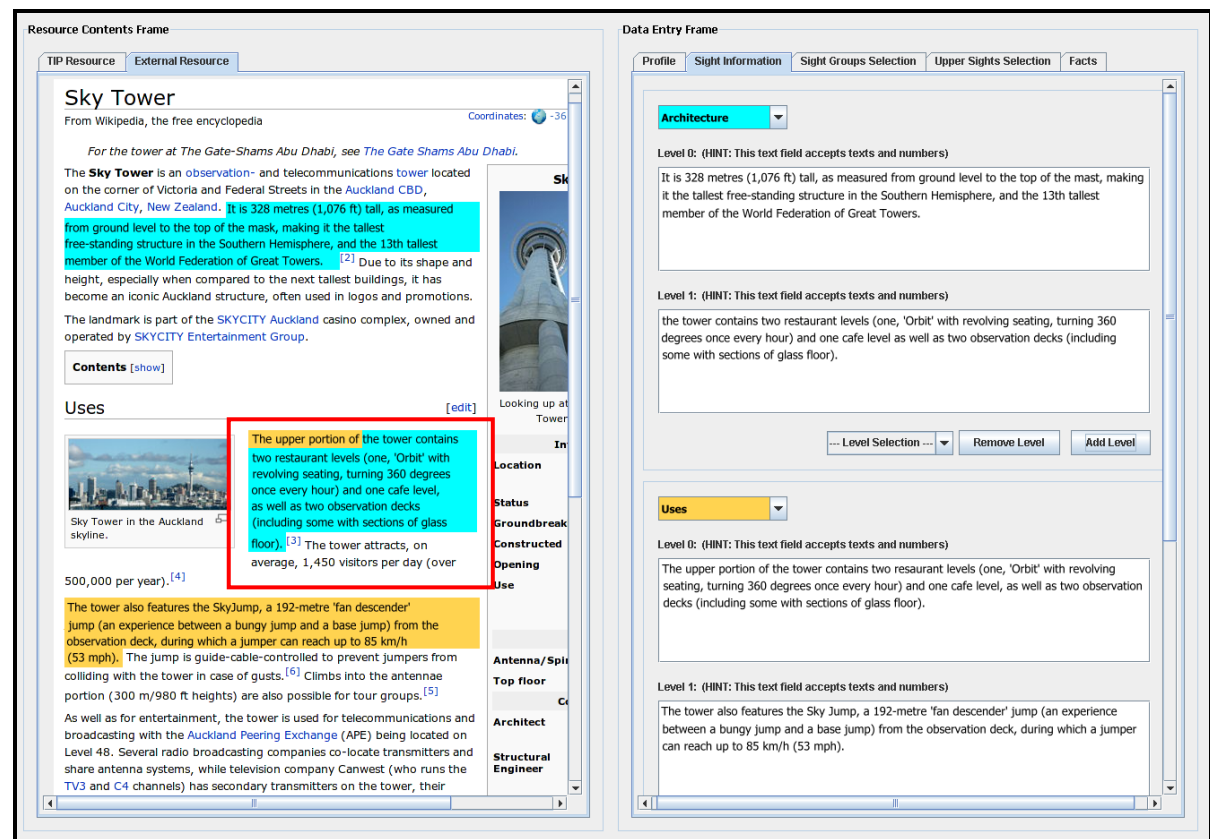 Resource Contents Frame
TIP Resource
External Resource
Sky Tower
From Wikipedia, the free encyclopedia
Coordinates: -36
For the tower at The Gate-Shams Abu Dhabi, see The Gate Shams Abu Dhabi.
The Sky Tower is an observation- and telecommunications tower located
on the corner of Victoria and Federal Streets in the Auckland CBD,
Auckland City, New Zealand. It is 328 metres (1,076 ft) tall, as measured
from ground level to the top of the mask, making it the tallest
free-standing structure in the Southern Hemisphere, and the 13th tallest
member of the World Federation of Great Towers. [2] Due to its shape and
height, especially when compared to the next tallest buildings, it has
become an iconic Auckland structure, often used in logos and promotions.
The landmark is part of the SKYCITY Auckland casino complex, owned and
operated by SKYCITY Entertainment Group.
Contents [show]
Uses
[edit]
The upper portion of the tower contains
two restaurant levels (one, 'Orbit' with
revolving seating, turning 360 degrees
once every hour) and one cafe level,
as well as two observation decks
(including some with sections of glass
floor). [3] The tower attracts, on
average, 1,450 visitors per day (over
Sky Tower in the Auckland
skyline.
500,000 per year).[4]
The tower also features the SkyJump, a 192-metre 'fan descender'
jump (an experience between a bungy jump and a base jump) from the
observation deck, during which a jumper can reach up to 85 km/h
(53 mph). The jump is guide-cable-controlled to prevent jumpers from
colliding with the tower in case of gusts.[6] Climbs into the antennae
portion (300 m/980 ft heights) are also possible for tour groups.[5]
As well as for entertainment, the tower is used for telecommunications and
broadcasting with the Auckland Peering Exchange (APE) being located on
Level 48. Several radio broadcasting companies co-locate transmitters and
share antenna systems, while television company Canwest (who runs the
TV3 and C4 channels) has secondary transmitters on the tower, their
Sk
Looking up at
Tower
In
Location
Status
Groundbreak
Constructed
Opening
Use
Antenna/Spir
Top floor
Co
Architect
Structural
Engineer
Data Entry Frame
Profile
Sight Information
Sight Groups Selection
Upper Sights Selection
Facts
Architecture
Level 0: (HINT: This text field accepts texts and numbers)
It is 328 metres (1,076 ft) tall, as measured from ground level to the top of the mast, making
it the tallest free-standing structure in the Southern Hemisphere, and the 13th tallest
member of the World Federation of Great Towers.
Level 1: (HINT: This text field accepts texts and numbers)
the tower contains two restaurant levels (one, 'Orbit' with revolving seating, turning 360
degrees once every hour) and one cafe level as well as two observation decks (including
some with sections of glass floor).
--- Level Selection ---
Remove Level
Add Level
Uses
Level 0: (HINT: This text field accepts texts and numbers)
The upper portion of the tower contains two resaurant levels (one, 'Orbit' with revolving
seating, turning 360 degrees once every hour) and one cafe level, as well as two observation
decks (including some with sections of glass floor).
Level 1: (HINT: This text field accepts texts and numbers)
The tower also features the Sky Jump, a 192-metre 'fan descender' jump (an experience
between a bungy jump and a base jump) from the observation deck, during which a jumper
can reach up to 85 km/h (53 mph).